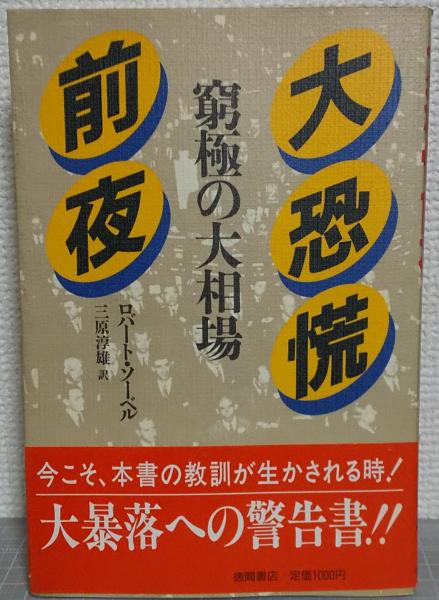 大恐慌
前夜
窮極の大相場
ロバート・ソーベル
三原淳雄 訳
今こそ、本書の教訓が生かされる時!
大暴落への警告書!!
徳間書店/定価1000円